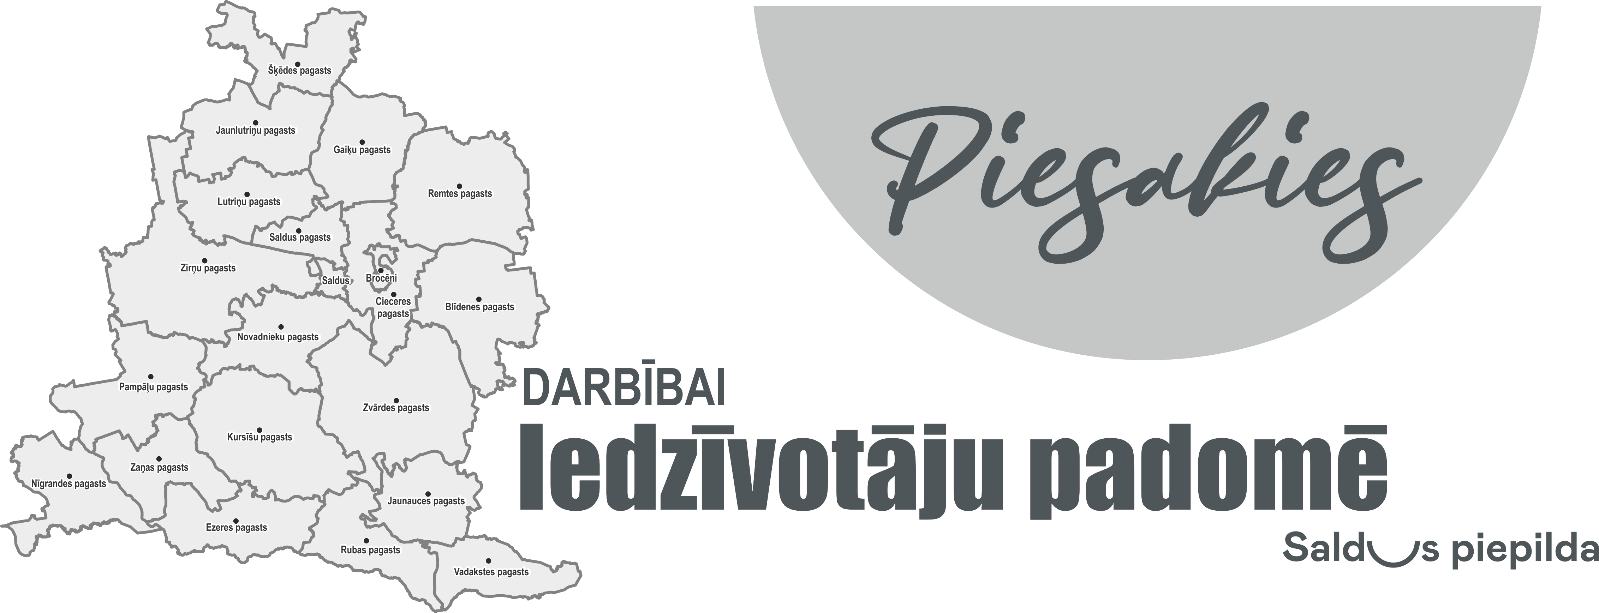 Šķēdes pagasts
Jaunlutriņu pagasts
Gaiķu pagasts
Remtes pagasts
Lutriņu pagasts
Saldus pagasts
Zirņu pagasts
Saldus
Brocēni
Cieceres
pagasts
Blīdenes pagasts
Novadnieku pagasts
Pampāļu pagasts
Zvārdes pagasts
Kursīšu pagasts
Zaņas pagasts
Nīgrandes pagasts
Jaunauces pagasts
Ezeres pagasts
Rubas pagasts
Vadakstes pagasts
Piesakies
DARBĪBAI
Iedzīvotāju padomē
Saldus piepilda